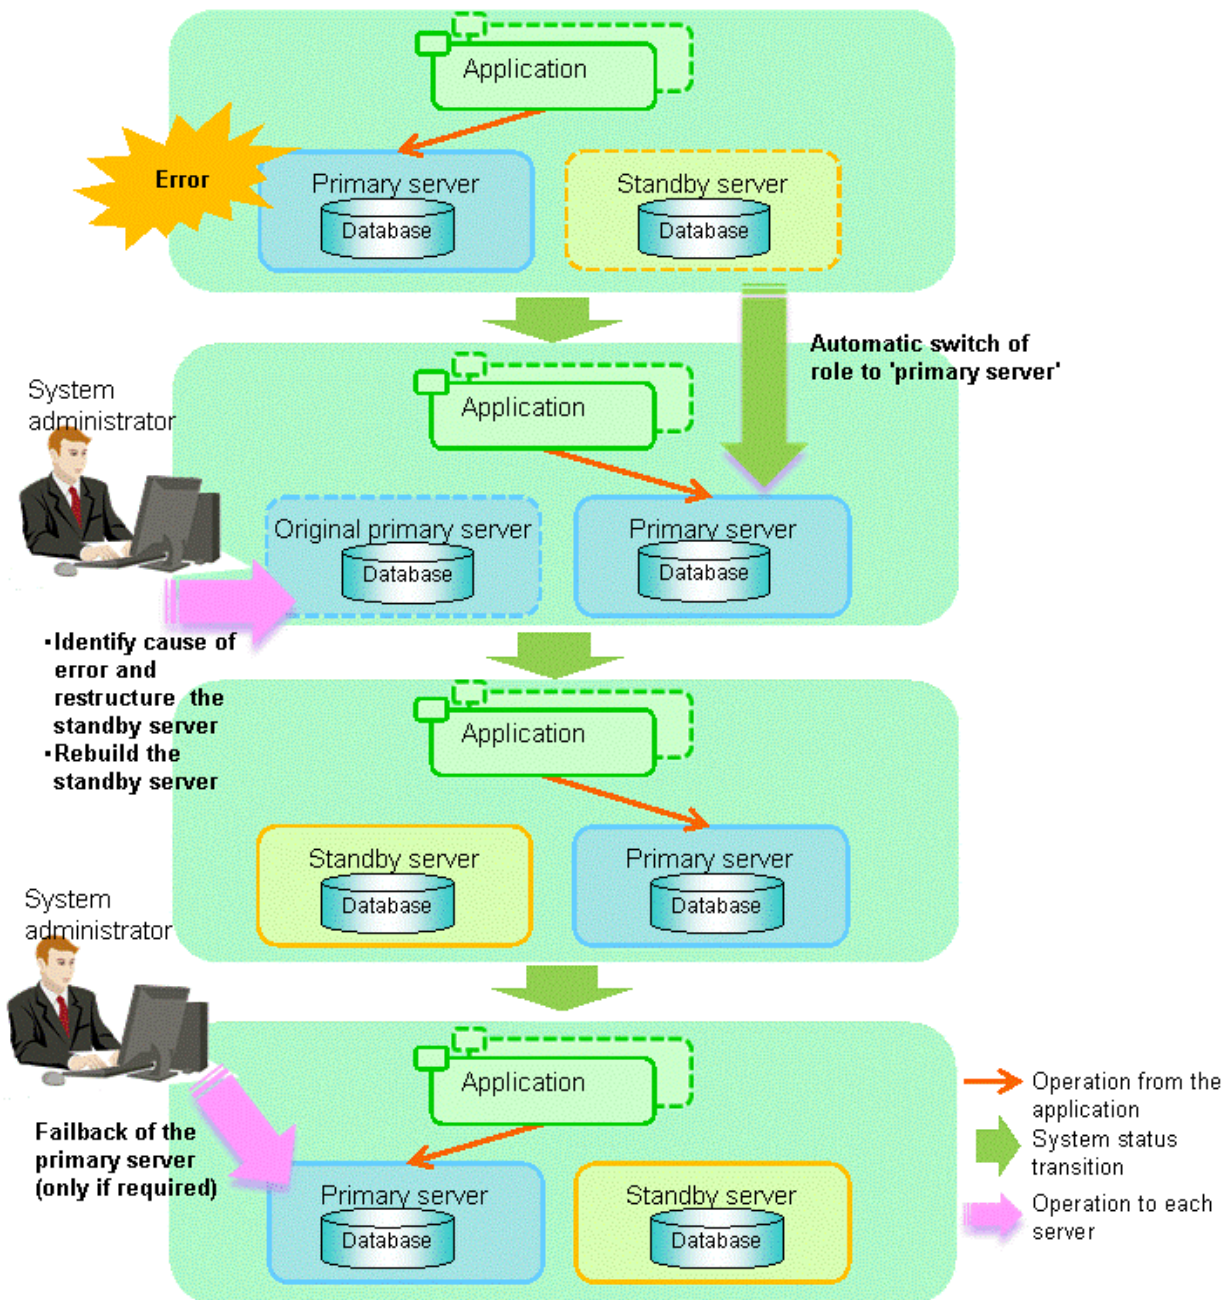 Application
Error
Primary server
Database
Standby server
Database
Automatic switch of
role to 'primary server'
System
administrator
Application
Original primary server
Database
Primary server
Database
・Identify cause of
error and
restructure the
standby server
・Rebuild the
standby server
Application
Standby server
Database
Primary server
Database
System
administrator
Application
Failback of the
primary server
(only if required)
Primary server
Database
Standby server
Database
Operation from the
application
System status
transition
Operation to each
server